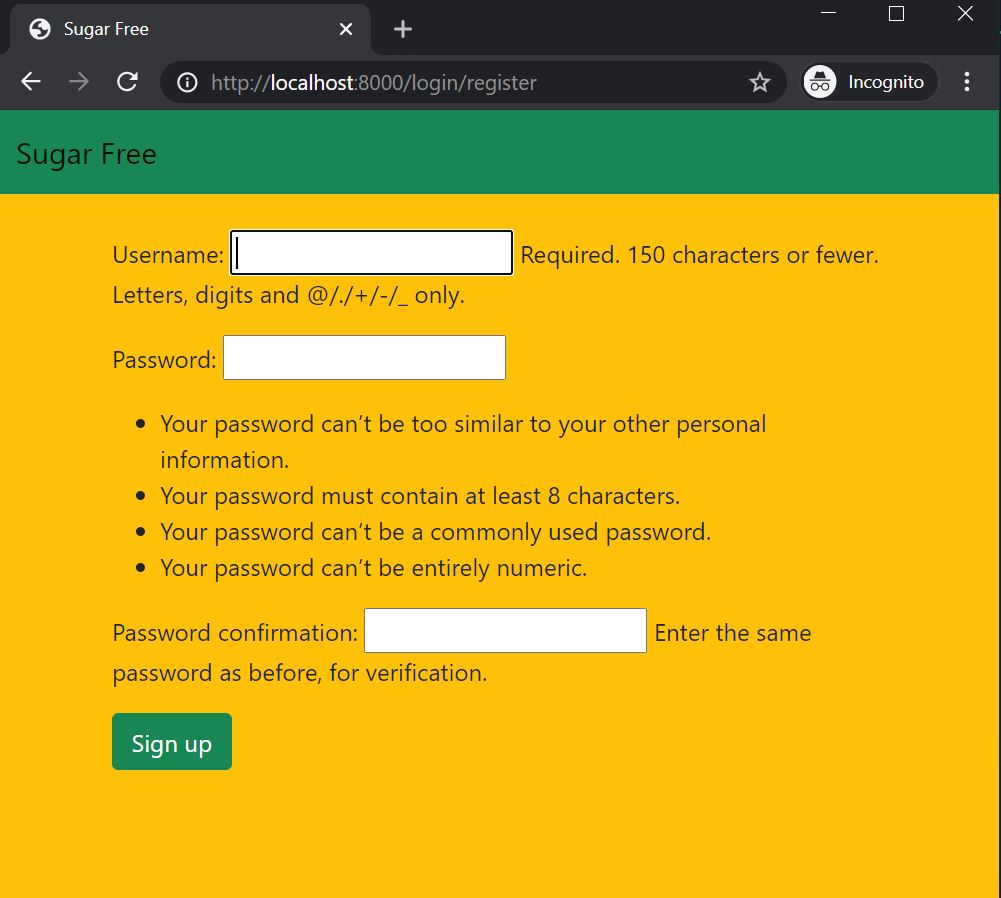 Sugar Free
http://localhost:8000/login/register
Incognito
Sugar Free
Username: Required. 150 characters or fewer.
Letters, digits and @/./+/-/_ only.
Password:
Your password can’t be too similar to your other personal
information.
Your password must contain at least 8 characters.
Your password can’t be a commonly used password.
Your password can’t be entirely numeric.
Password confirmation: Enter the same
password as before, for verification.
Sign up